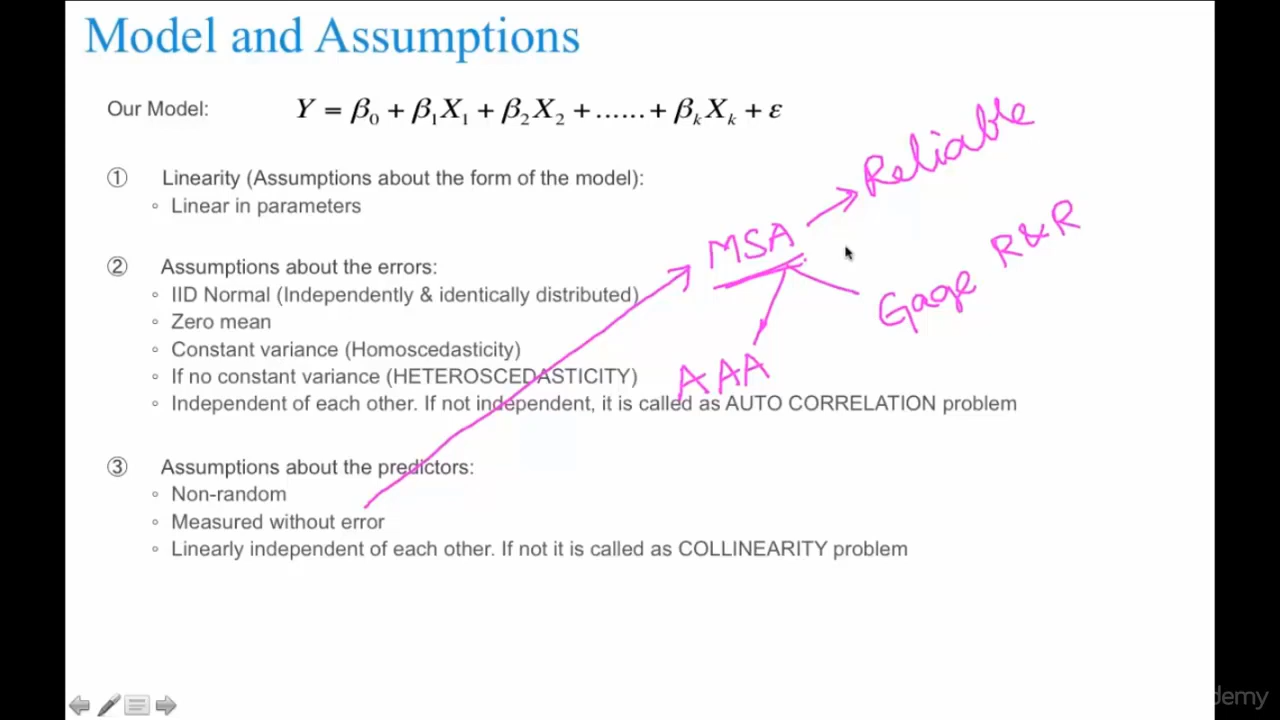 Model and Assumptions
Our Model: Y = β0 + β1X1 + β2X2 + ...... + βkXk + ε
① Linearity (Assumptions about the form of the model):
◦ Linear in parameters
② Assumptions about the errors:
◦ IID Normal (Independently & identically distributed)
◦ Zero mean
◦ Constant variance (Homoscedasticity)
◦ If no constant variance (HETEROSCEDASTICITY)
◦ Independent of each other. If not independent, it is called as AUTO CORRELATION problem
③ Assumptions about the predictors:
◦ Non-random
◦ Measured without error
◦ Linearly independent of each other. If not it is called as COLLINEARITY problem
MSA
Reliable
Gage R&R
AAA
demy